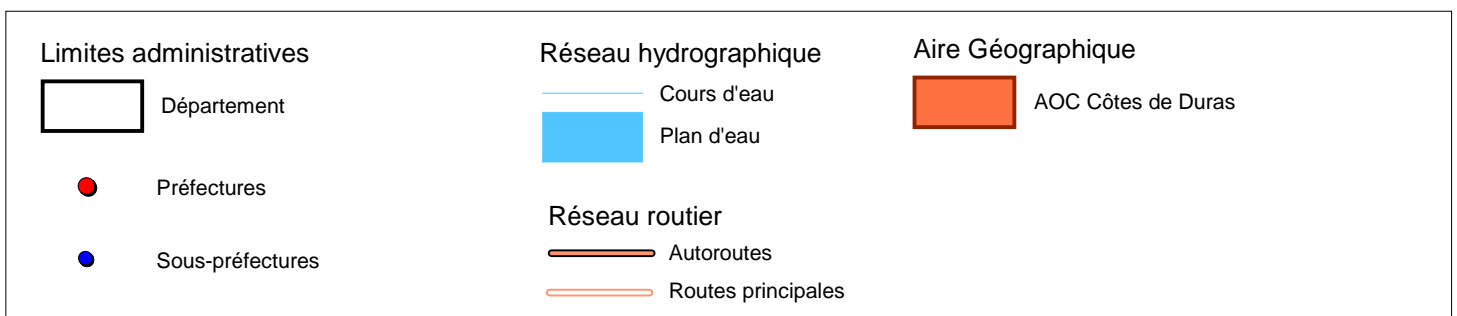 Limites administratives
Département
Préfectures
Sous-préfectures
Réseau hydrographique
Cours d'eau
Plan d'eau
Réseau routier
Autoroutes
Routes principales
Aire Géographique
AOC Côtes de Duras